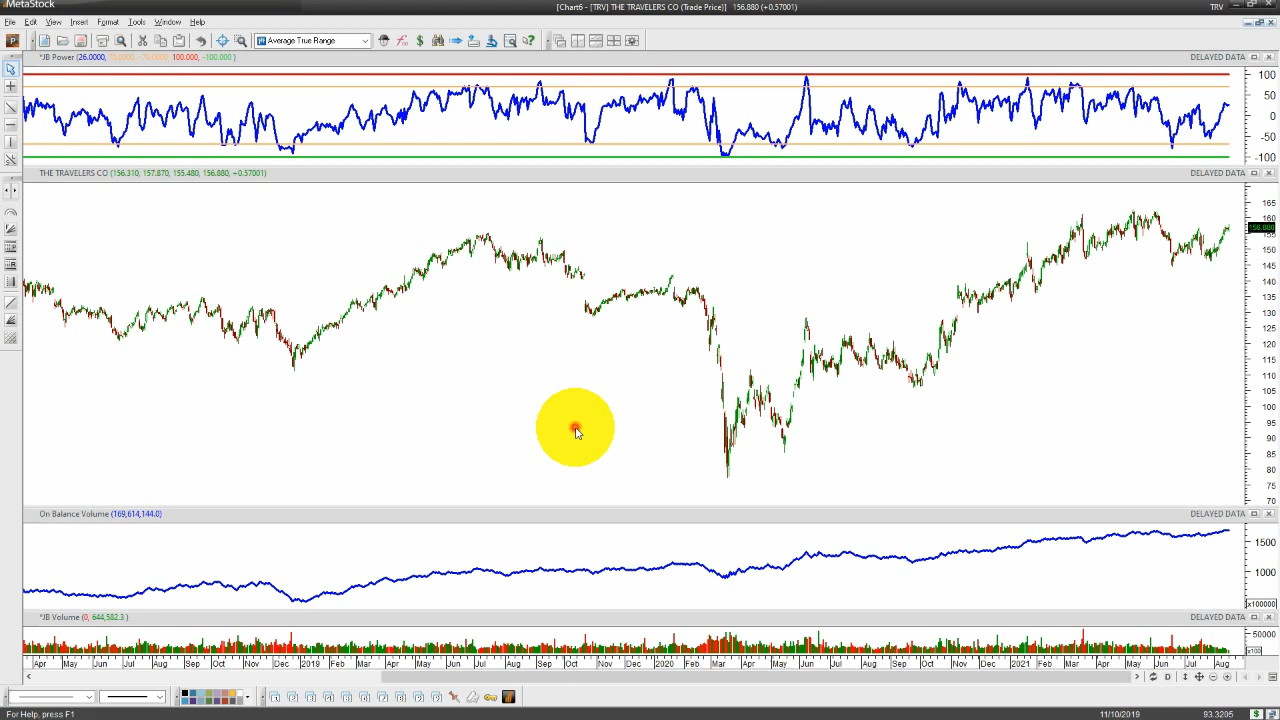 MetaStock
[Chart6 - [TRV] THE TRAVELERS CO (Trade Price)] 156.880 (+0.57001)
TRV
File Edit View Insert Format Tools Window Help
Average True Range
*JB Power (26.0000, 70.0000, -70.0000, 100.000, -100.000 )
DELAYED DATA
100
50
0
-50
-100
THE TRAVELERS CO (156.310, 157.870, 155.480, 156.880, +0.57001)
DELAYED DATA
165
160
156.880
155
150
145
140
135
130
125
120
115
110
105
100
95
90
85
80
75
70
On Balance Volume (169,614,144.0)
DELAYED DATA
1500
1000
x100000
*JB Volume (0, 644,582.3 )
DELAYED DATA
50000
x100
Apr May Jun Jul Aug Sep Oct Nov Dec 2019 Feb Mar Apr May Jun Jul Aug Sep Oct Nov Dec 2020 Feb Mar Apr May Jun Jul Aug Sep Oct Nov 2021 Feb Mar Apr May Jun Jul Aug
For Help, press F1
11/10/2019
93.3205